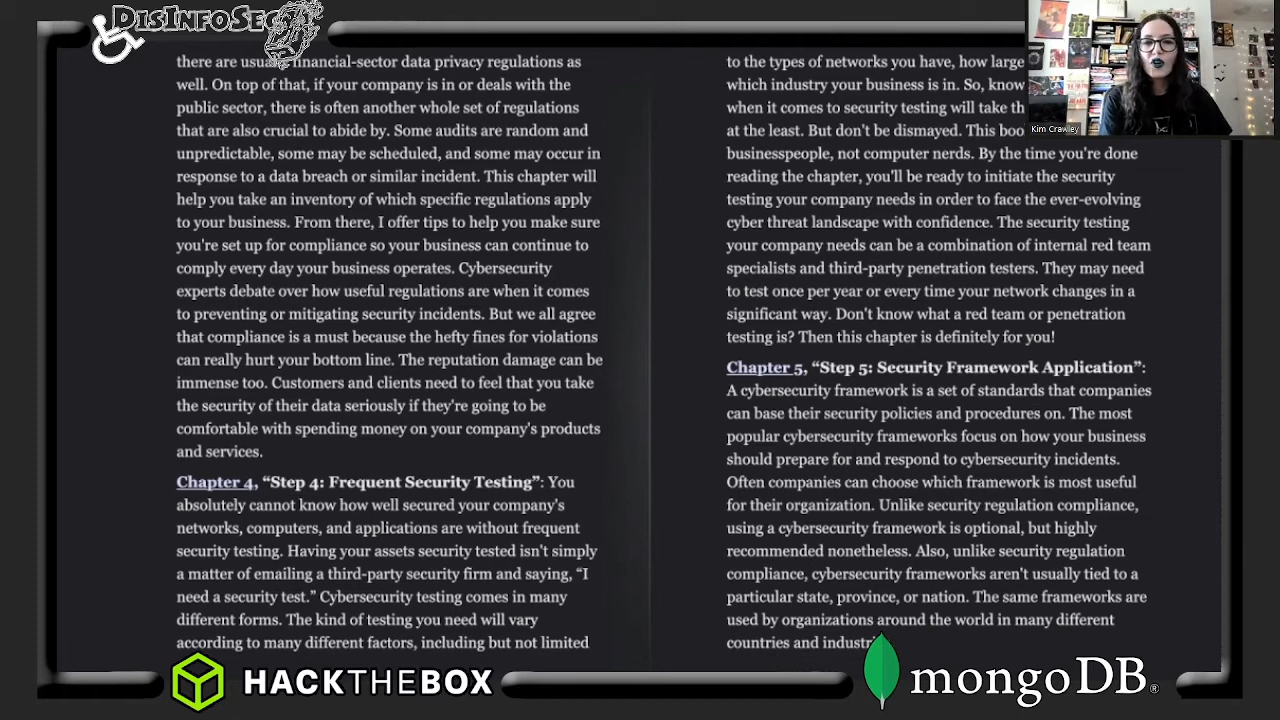 DisInfoSec
there are usually financial-sector data privacy regulations as
well. On top of that, if your company is in or deals with the
public sector, there is often another whole set of regulations
that are also crucial to abide by. Some audits are random and
unpredictable, some may be scheduled, and some may occur in
response to a data breach or similar incident. This chapter will
help you take an inventory of which specific regulations apply
to your business. From there, I offer tips to help you make sure
you're set up for compliance so your business can continue to
comply every day your business operates. Cybersecurity
experts debate over how useful regulations are when it comes
to preventing or mitigating security incidents. But we all agree
that compliance is a must because the hefty fines for violations
can really hurt your bottom line. The reputation damage can be
immense too. Customers and clients need to feel that you take
the security of their data seriously if they're going to be
comfortable with spending money on your company's products
and services.
Chapter 4, “Step 4: Frequent Security Testing”: You
absolutely cannot know how well secured your company's
networks, computers, and applications are without frequent
security testing. Having your assets security tested isn't simply
a matter of emailing a third-party security firm and saying, “I
need a security test.” Cybersecurity testing comes in many
different forms. The kind of testing you need will vary
according to many different factors, including but not limited
to the types of networks you have, how large
which industry your business is in. So, know
when it comes to security testing will take
at the least. But don't be dismayed. This
businesspeople, not computer nerds. By the time you're done
reading the chapter, you'll be ready to initiate the security
testing your company needs in order to face the ever-evolving
cyber threat landscape with confidence. The security testing
your company needs can be a combination of internal red team
specialists and third-party penetration testers. They may need
to test once per year or every time your network changes in a
significant way. Don't know what a red team or penetration
testing is? Then this chapter is definitely for you!
Chapter 5, “Step 5: Security Framework Application”:
A cybersecurity framework is a set of standards that companies
can base their security policies and procedures on. The most
popular cybersecurity frameworks focus on how your business
should prepare for and respond to cybersecurity incidents.
Often companies can choose which framework is most useful
for their organization. Unlike security regulation compliance,
using a cybersecurity framework is optional, but highly
recommended nonetheless. Also, unlike security regulation
compliance, cybersecurity frameworks aren't usually tied to a
particular state, province, or nation. The same frameworks are
used by organizations around the world in many different
countries and
Kim Crawley
HACKTHEBOX
mongoDB®